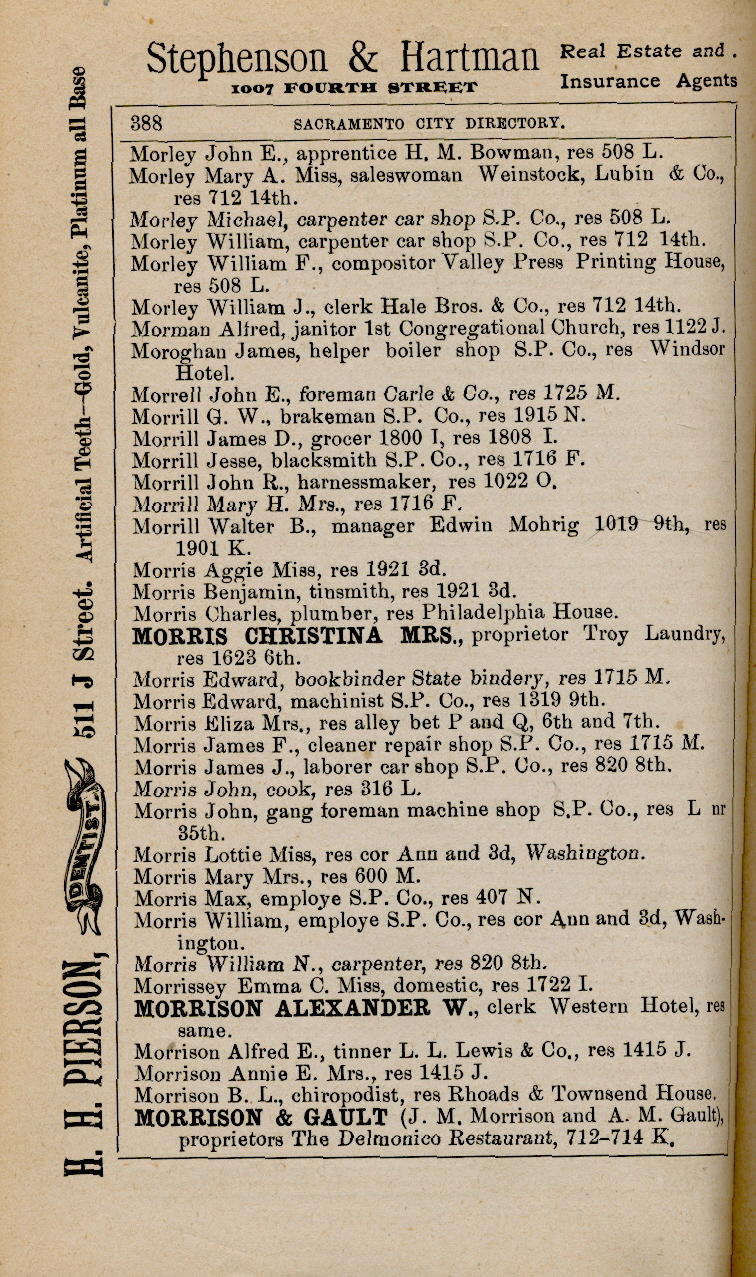 Stephenson & Hartman Real Estate and .
1007 FOURTH STREET Insurance Agents
388 SACRAMENTO CITY DIRECTORY.
Morley John E., apprentice H. M. Bowman, res 508 L.
Morley Mary A. Miss, saleswoman Weinstock, Lubin & Co.,
res 712 14th.
Morley Michael, carpenter car shop S.P. Co., res 508 L.
Morley William, carpenter car shop S.P. Co., res 712 14th.
Morley William F., compositor Valley Press Printing House,
res 508 L.
Morley William J., clerk Hale Bros. & Co., res 712 14th.
Morman Alfred, janitor 1st Congregational Church, res 1122 J.
Moroghan James, helper boiler shop S.P. Co., res Windsor
Hotel.
Morrell John E., foreman Carle & Co., res 1725 M.
Morrill G. W., brakeman S.P. Co., res 1915 N.
Morrill James D., grocer 1800 I, res 1808 I.
Morrill Jesse, blacksmith S.P. Co., res 1716 F.
Morrill John R., harnessmaker, res 1022 O.
Morrill Mary H. Mrs., res 1716 F.
Morrill Walter B., manager Edwin Mohrig 1019 9th, res
1901 K.
Morris Aggie Miss, res 1921 3d.
Morris Benjamin, tinsmith, res 1921 3d.
Morris Charles, plumber, res Philadelphia House.
MORRIS CHRISTINA MRS., proprietor Troy Laundry,
res 1623 6th.
Morris Edward, bookbinder State bindery, res 1715 M.
Morris Edward, machinist S.P. Co., res 1319 9th.
Morris Eliza Mrs., res alley bet P and Q, 6th and 7th.
Morris James F., cleaner repair shop S.P. Co., res 1715 M.
Morris James J., laborer car shop S.P. Co., res 820 8th.
Morris John, cook, res 316 L.
Morris John, gang foreman machine shop S.P. Co., res L nr
35th.
Morris Lottie Miss, res cor Ann and 3d, Washington.
Morris Mary Mrs., res 600 M.
Morris Max, employe S.P. Co., res 407 N.
Morris William, employe S.P. Co., res cor Ann and 3d, Wash-
ington.
Morris William N., carpenter, res 820 8th.
Morrissey Emma C. Miss, domestic, res 1722 I.
MORRISON ALEXANDER W., clerk Western Hotel, res
same.
Morrison Alfred E., tinner L. L. Lewis & Co., res 1415 J.
Morrison Annie E. Mrs., res 1415 J.
Morrison B. L., chiropodist, res Rhoads & Townsend House.
MORRISON & GAULT (J. M. Morrison and A. M. Gault),
proprietors The Delmonico Restaurant, 712–714 K.
H. H. PIERSON, DENTIST. 511 J Street. Artificial Teeth—Gold, Vulcanite, Platinum all Base